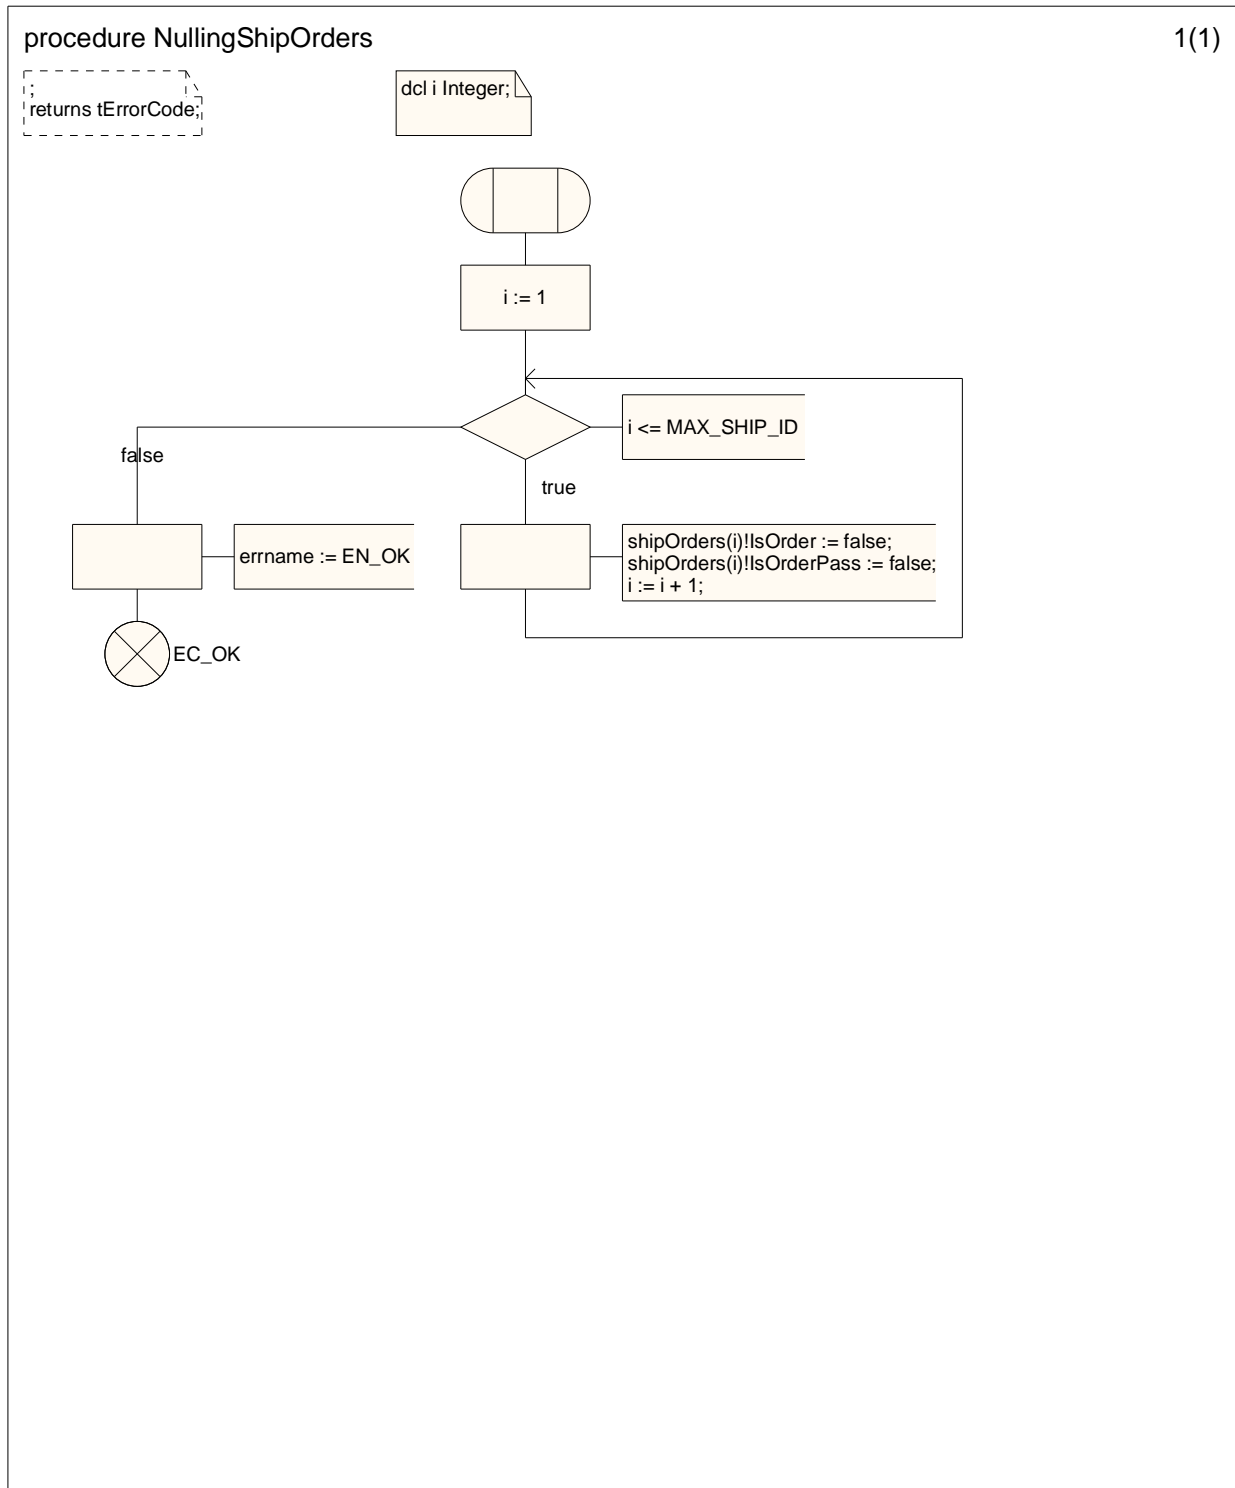 procedure NullingShipOrders
1(1)
;
returns tErrorCode;
dcl i Integer;
i := 1
i <= MAX_SHIP_ID
false
true
errname := EN_OK
shipOrders(i)!IsOrder := false;
shipOrders(i)!IsOrderPass := false;
i := i + 1;
EC_OK